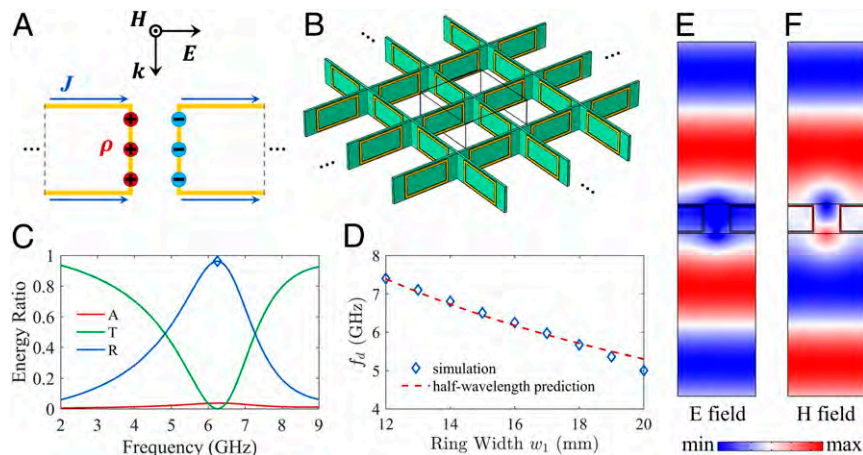 A
H
E
k
J
ρ
+ −
+ −
+ −
...
...
B
...
...
...
...
C
Energy Ratio
1
0.8
0.6
0.4
0.2
0
A
T
R
2 3 4 5 6 7 8 9
Frequency (GHz)
D
f_d (GHz)
8
7
6
5
4
simulation
half-wavelength prediction
12 14 16 18 20
Ring Width w₁ (mm)
E
E field
F
H field
min max